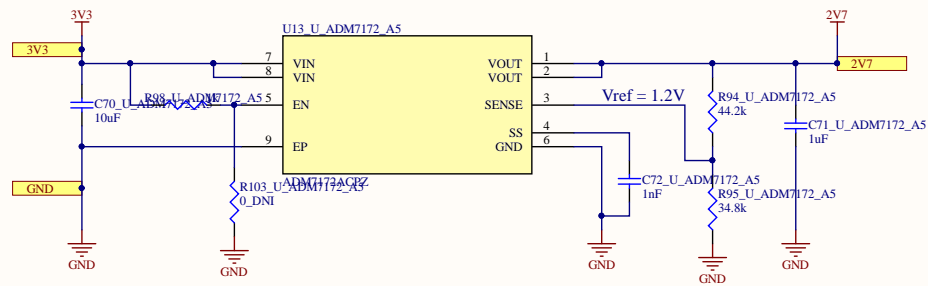 3V3
2V7
U13_U_ADM7172_A5
3V3
2V7
7
VIN
VOUT
1
8
VIN
VOUT
2
R98_U_ADM7172_A5
5
EN
SENSE
3
Vref = 1.2V
R94_U_ADM7172_A5
44.2k
C70_U_ADM7172_A5
10uF
SS
4
C71_U_ADM7172_A5
1uF
9
EP
GND
6
ADM7172ACPZ
C72_U_ADM7172_A5
1nF
GND
R103_U_ADM7172_A5
0_DNI
R95_U_ADM7172_A5
34.8k
GND
GND
GND
GND
GND